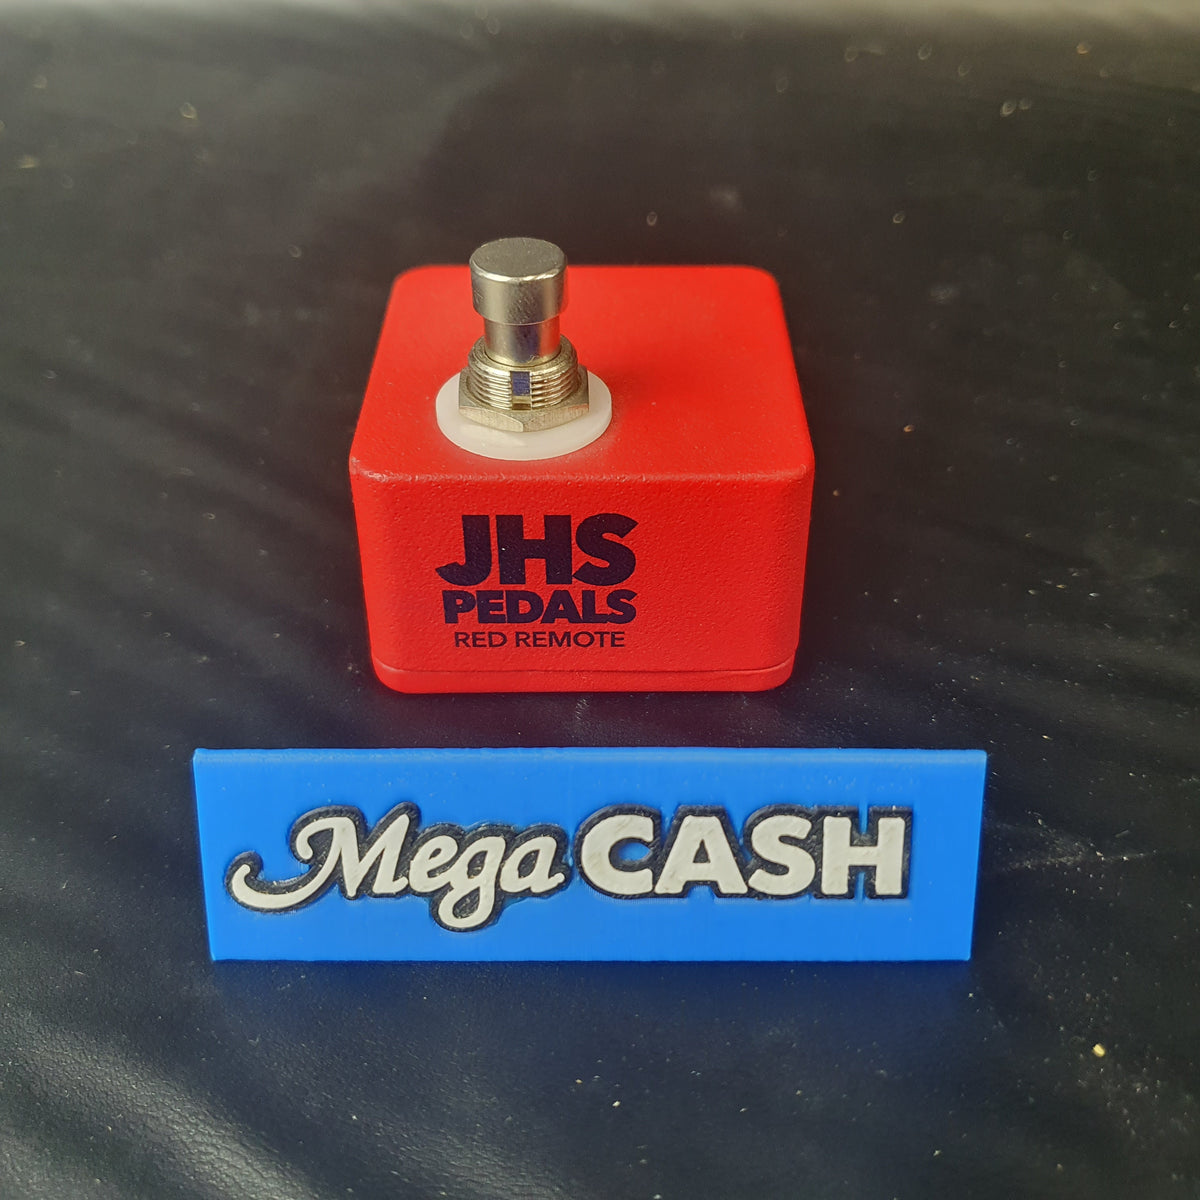 JHS
PEDALS
RED REMOTE
Mega CASH